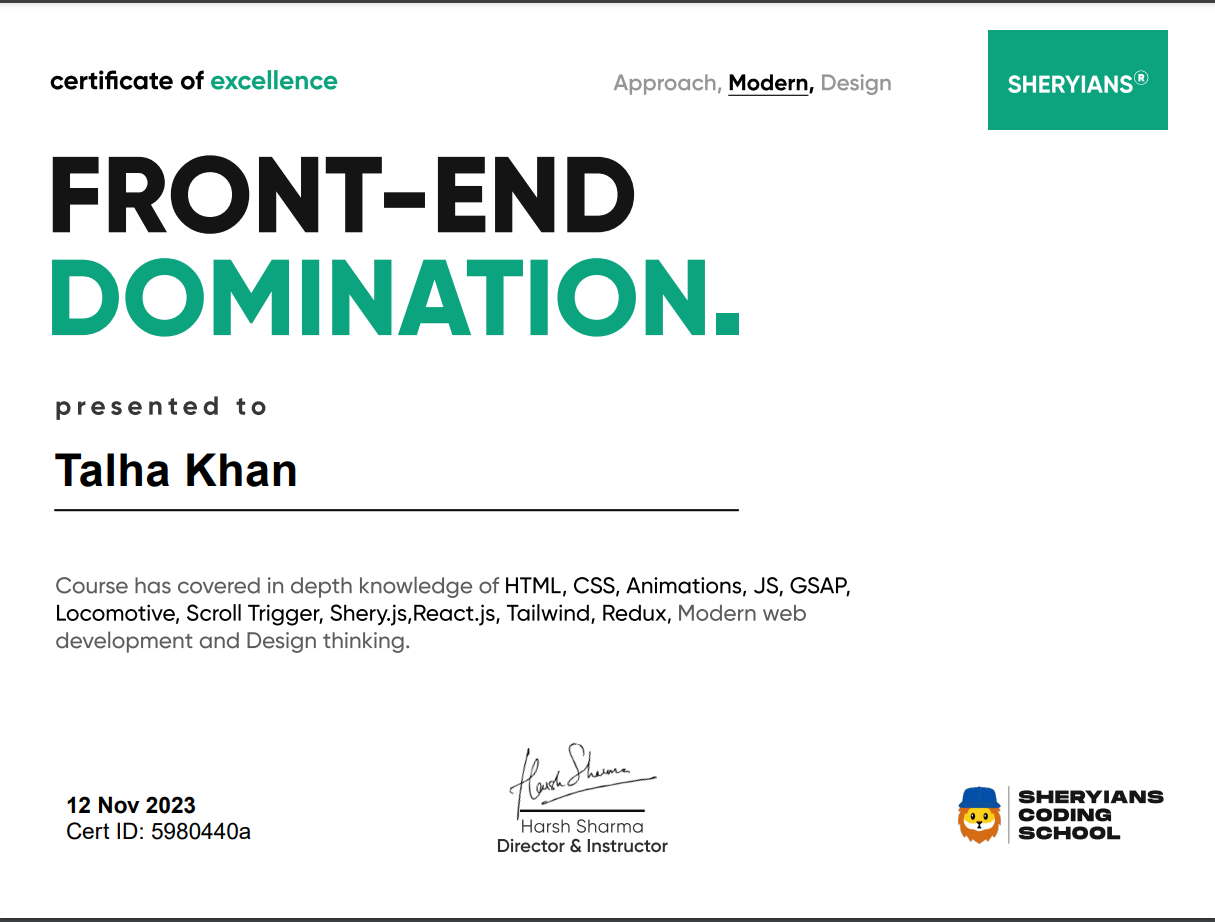 certificate of excellence
Approach, Modern, Design
SHERYIANS®
FRONT-END
DOMINATION.
presented to
Talha Khan
Course has covered in depth knowledge of HTML, CSS, Animations, JS, GSAP,
Locomotive, Scroll Trigger, Shery.js,React.js, Tailwind, Redux, Modern web
development and Design thinking.
12 Nov 2023
Cert ID: 5980440a
Harsh Sharma
Harsh Sharma
Director & Instructor
SHERYIANS
CODING
SCHOOL